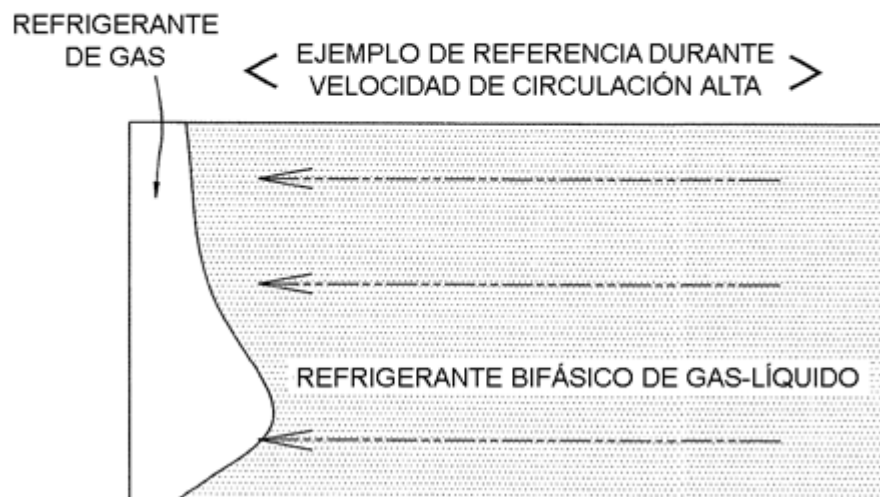 REFRIGERANTE
DE GAS
< EJEMPLO DE REFERENCIA DURANTE
VELOCIDAD DE CIRCULACIÓN ALTA >
REFRIGERANTE BIFÁSICO DE GAS-LÍQUIDO